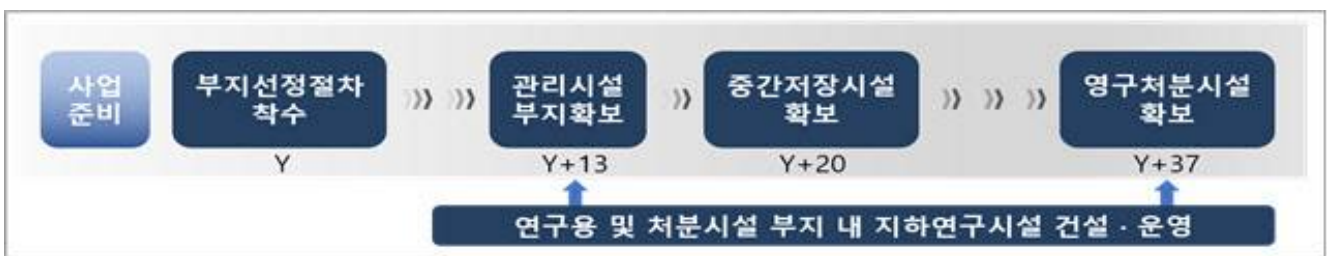 사업
준비
부지선정절차
착수
관리시설
부지확보
중간저장시설
확보
영구처분시설
확보
Y
Y+13
Y+20
Y+37
연구용 및 처분시설 부지 내 지하연구시설 건설 · 운영